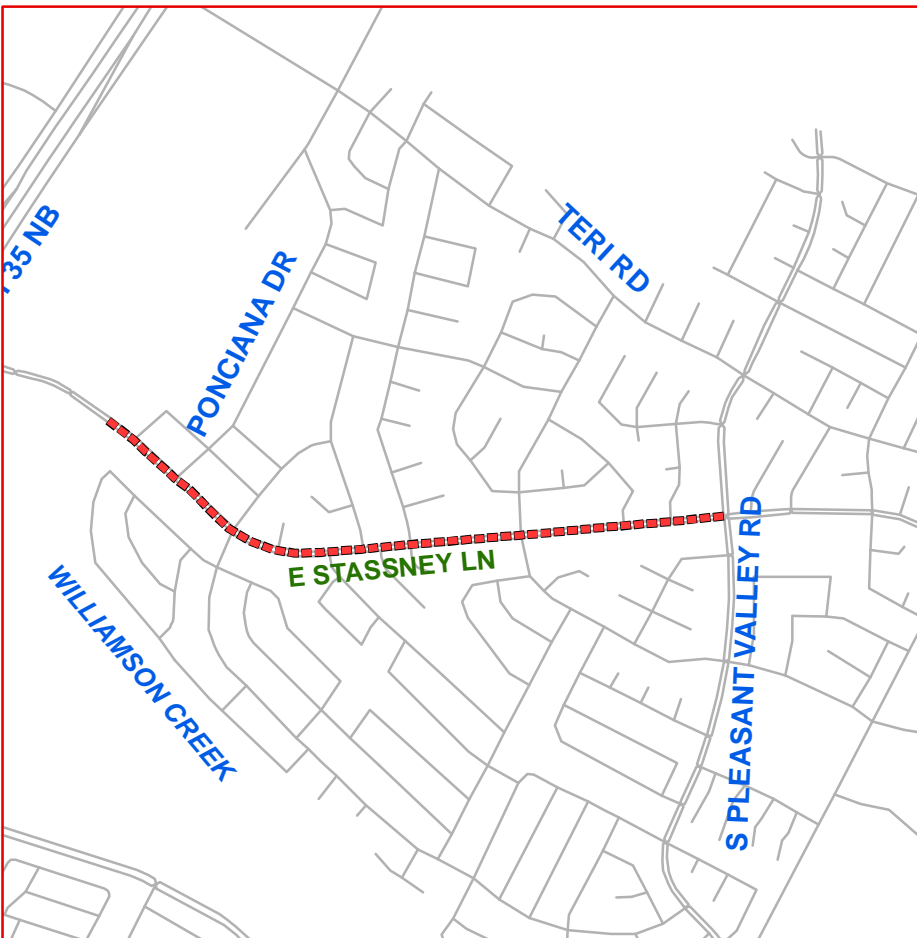 TERI RD
35 NB
PONCIANA DR
S PLEASANT VALLEY RD
E STASSNEY LN
WILLIAMSON CREEK